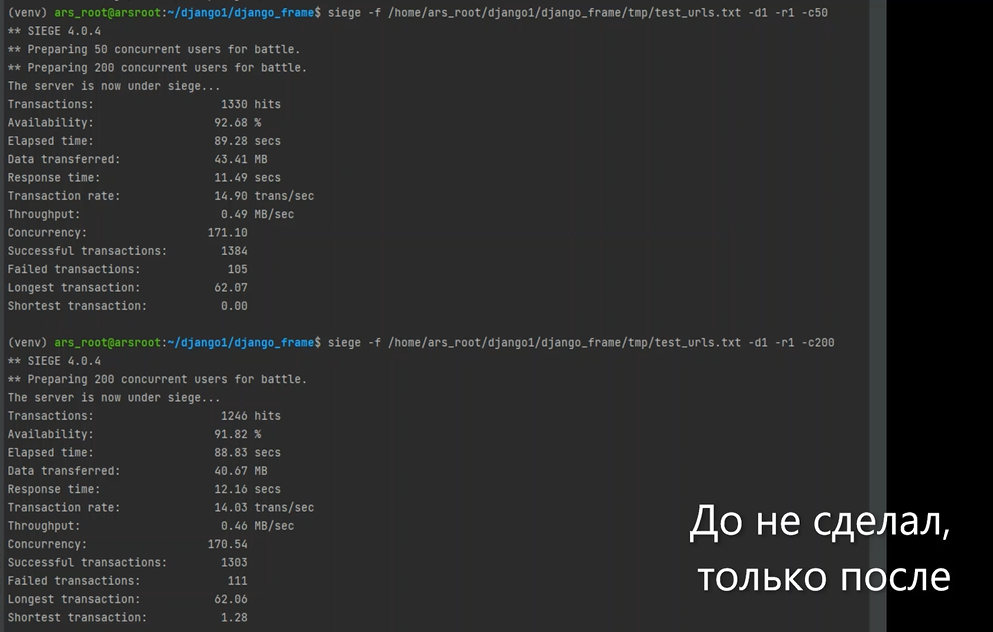 (venv) ars_root@arsroot:~/django1/django_frame$ siege -f /home/ars_root/django1/django_frame/tmp/test_urls.txt -d1 -r1 -c50
** SIEGE 4.0.4
** Preparing 50 concurrent users for battle.
** Preparing 200 concurrent users for battle.
The server is now under siege...
Transactions: 1330 hits
Availability: 92.68 %
Elapsed time: 89.28 secs
Data transferred: 43.41 MB
Response time: 11.49 secs
Transaction rate: 14.90 trans/sec
Throughput: 0.49 MB/sec
Concurrency: 171.10
Successful transactions: 1384
Failed transactions: 105
Longest transaction: 62.07
Shortest transaction: 0.00
(venv) ars_root@arsroot:~/django1/django_frame$ siege -f /home/ars_root/django1/django_frame/tmp/test_urls.txt -d1 -r1 -c200
** SIEGE 4.0.4
** Preparing 200 concurrent users for battle.
The server is now under siege...
Transactions: 1246 hits
Availability: 91.82 %
Elapsed time: 88.83 secs
Data transferred: 40.67 MB
Response time: 12.16 secs
Transaction rate: 14.03 trans/sec
Throughput: 0.46 MB/sec
Concurrency: 170.54
Successful transactions: 1303
Failed transactions: 111
Longest transaction: 62.06
Shortest transaction: 1.28
До не сделал,
только после